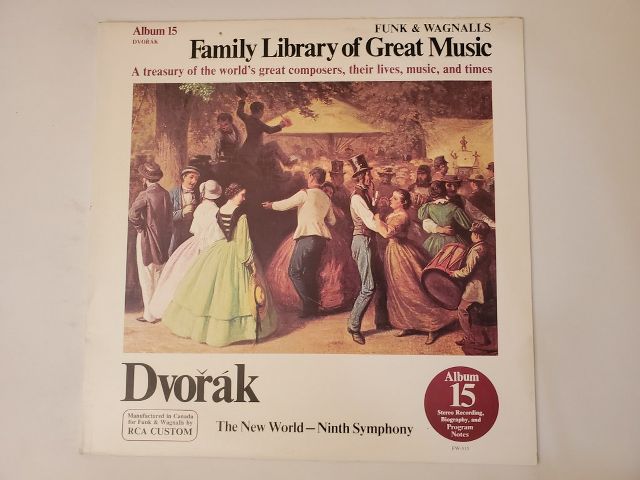 Album 15
DVOŘÁK
FUNK & WAGNALLS
Family Library of Great Music
A treasury of the world's great composers, their lives, music, and times
Dvořák
Manufactured in Canada
for Funk & Wagnalls by
RCA CUSTOM
The New World—Ninth Symphony
Album
15
Stereo Recording,
Biography, and
Program
Notes